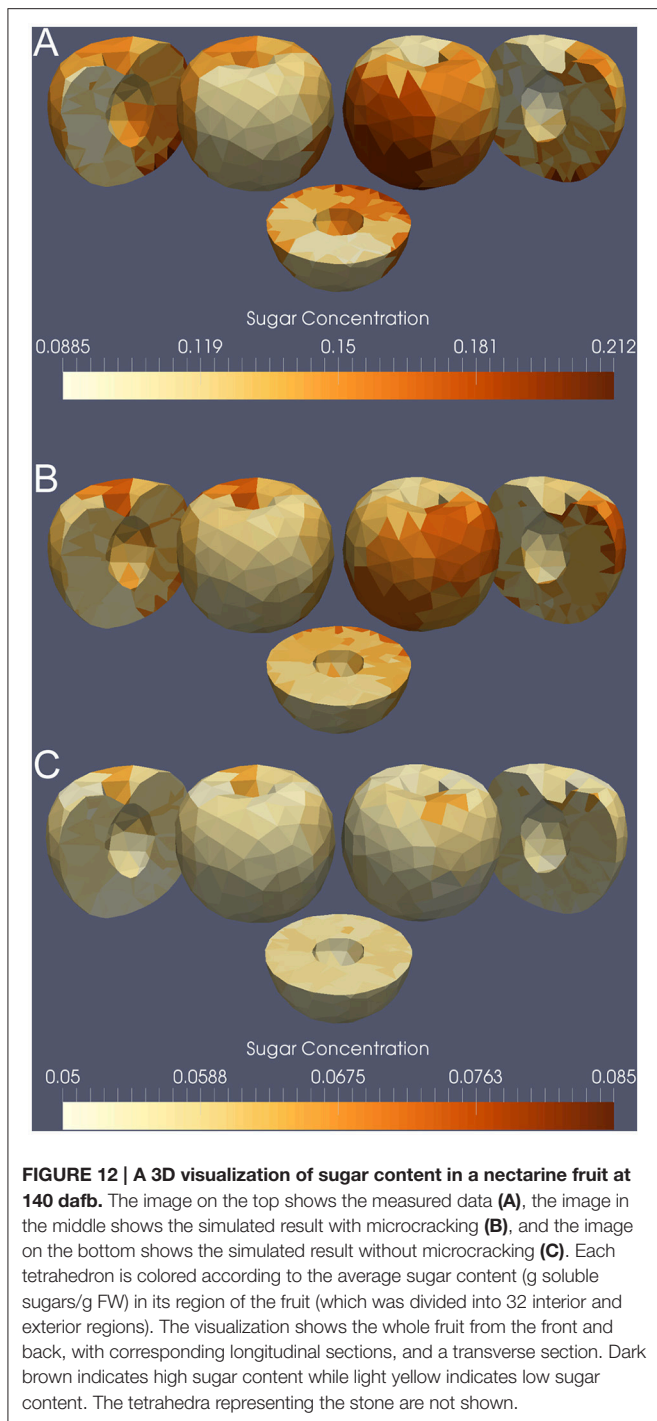 A
Sugar Concentration
0.0885 0.119 0.15 0.181 0.212
B
C
Sugar Concentration
0.05 0.0588 0.0675 0.0763 0.085
FIGURE 12 | A 3D visualization of sugar content in a nectarine fruit at
140 dafb. The image on the top shows the measured data (A), the image in
the middle shows the simulated result with microcracking (B), and the image
on the bottom shows the simulated result without microcracking (C). Each
tetrahedron is colored according to the average sugar content (g soluble
sugars/g FW) in its region of the fruit (which was divided into 32 interior and
exterior regions). The visualization shows the whole fruit from the front and
back, with corresponding longitudinal sections, and a transverse section. Dark
brown indicates high sugar content while light yellow indicates low sugar
content. The tetrahedra representing the stone are not shown.